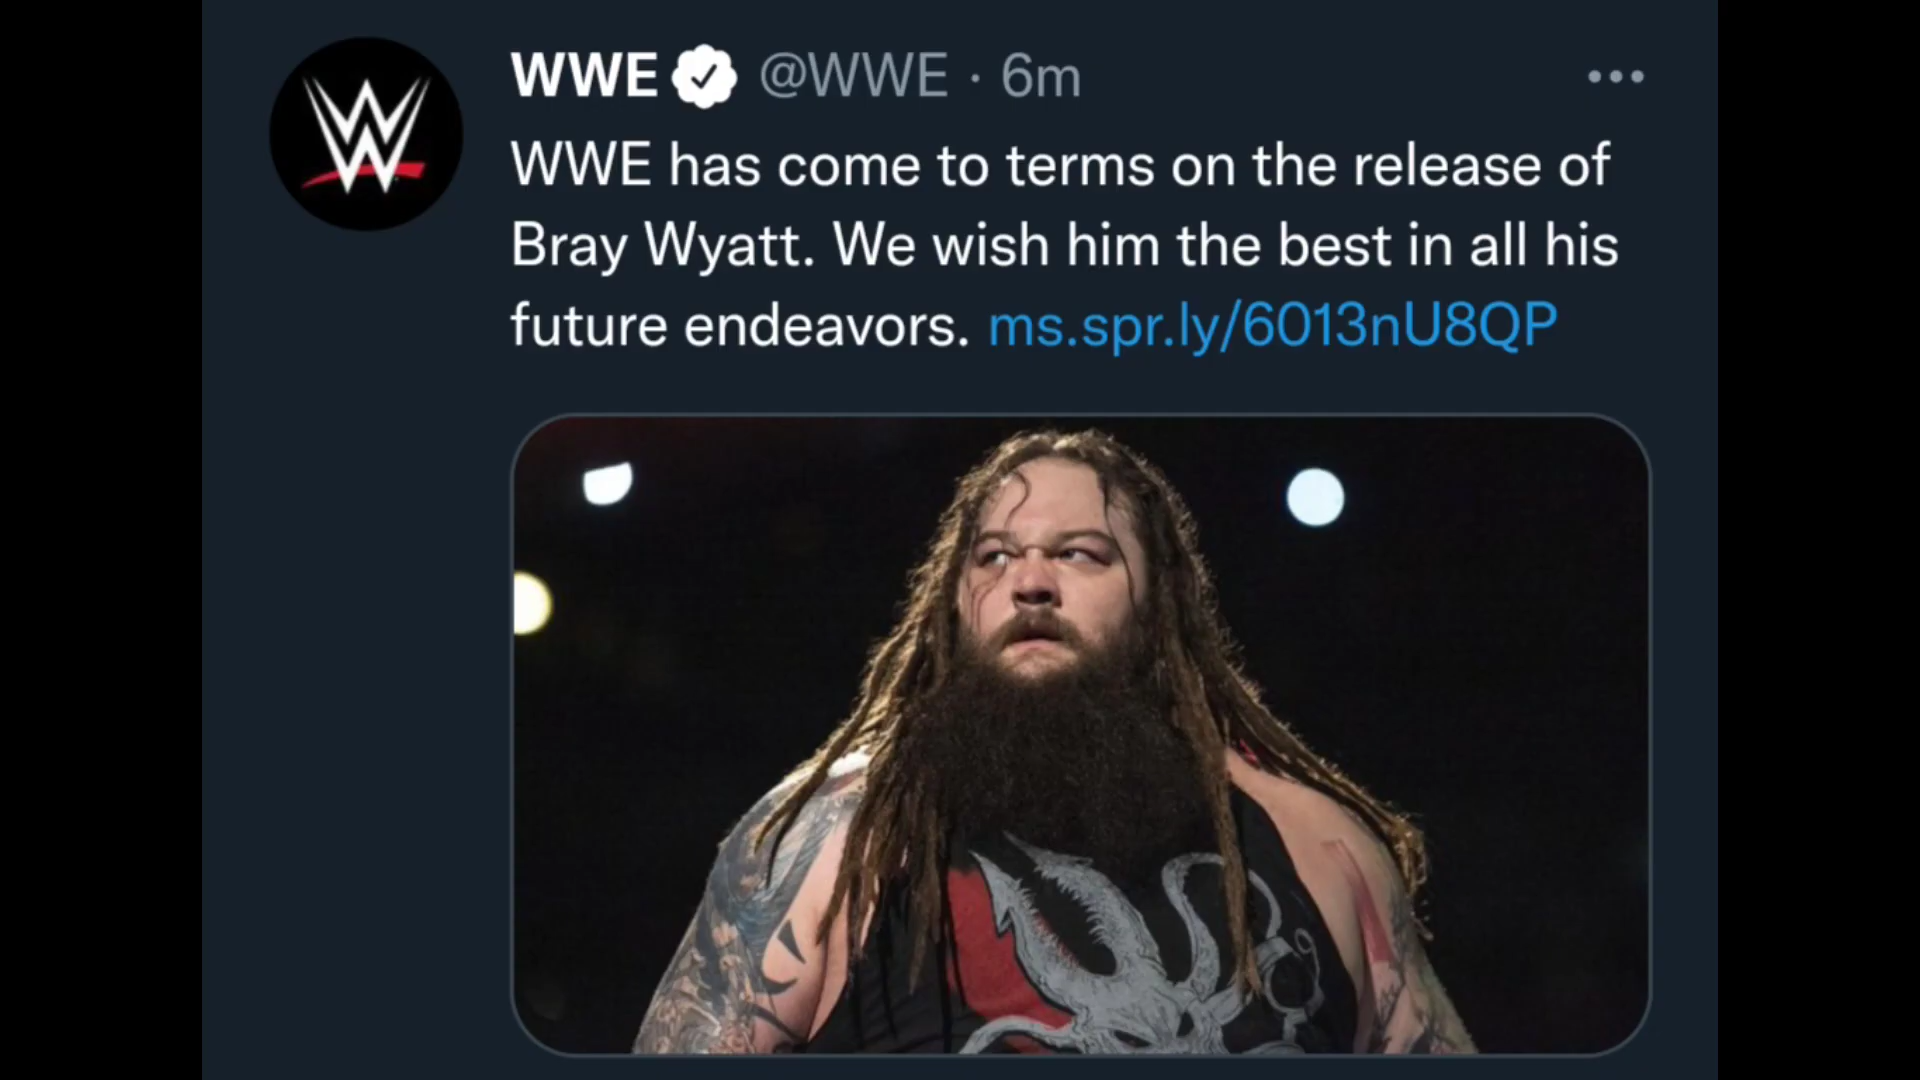 WWE @WWE · 6m
WWE has come to terms on the release of
Bray Wyatt. We wish him the best in all his
future endeavors. ms.spr.ly/6013nU8QP